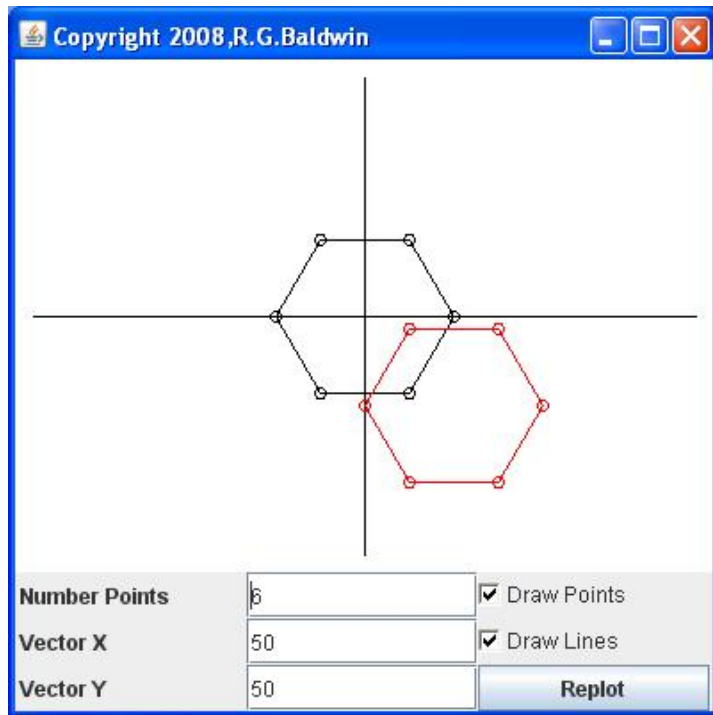 Copyright 2008,R.G.Baldwin
Number Points 6 Draw Points
Vector X 50 Draw Lines
Vector Y 50 Replot